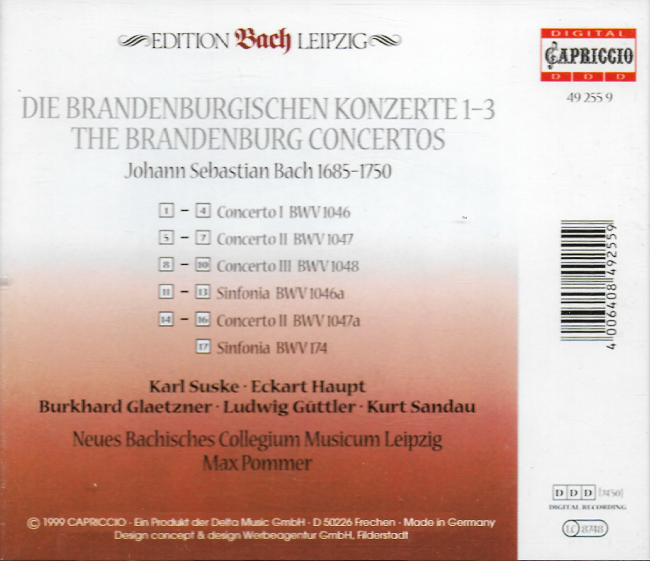 EDITION Bach LEIPZIG
DIGITAL
CAPRICCIO
D D D
49 255 9
DIE BRANDENBURGISCHEN KONZERTE 1–3
THE BRANDENBURG CONCERTOS
Johann Sebastian Bach 1685–1750
1 – 4 Concerto I BWV 1046
5 – 7 Concerto II BWV 1047
8 – 10 Concerto III BWV 1048
11 – 13 Sinfonia BWV 1046a
14 – 16 Concerto II BWV 1047a
17 Sinfonia BWV 174
4 006408 492559
Karl Suske · Eckart Haupt
Burkhard Glaetzner · Ludwig Güttler · Kurt Sandau
Neues Bachisches Collegium Musicum Leipzig
Max Pommer
D D D (7450)
DIGITAL RECORDING
LC 8748
© 1999 CAPRICCIO · Ein Produkt der Delta Music GmbH · D 50226 Frechen · Made in Germany
Design concept & design Werbeagentur GmbH, Filderstadt